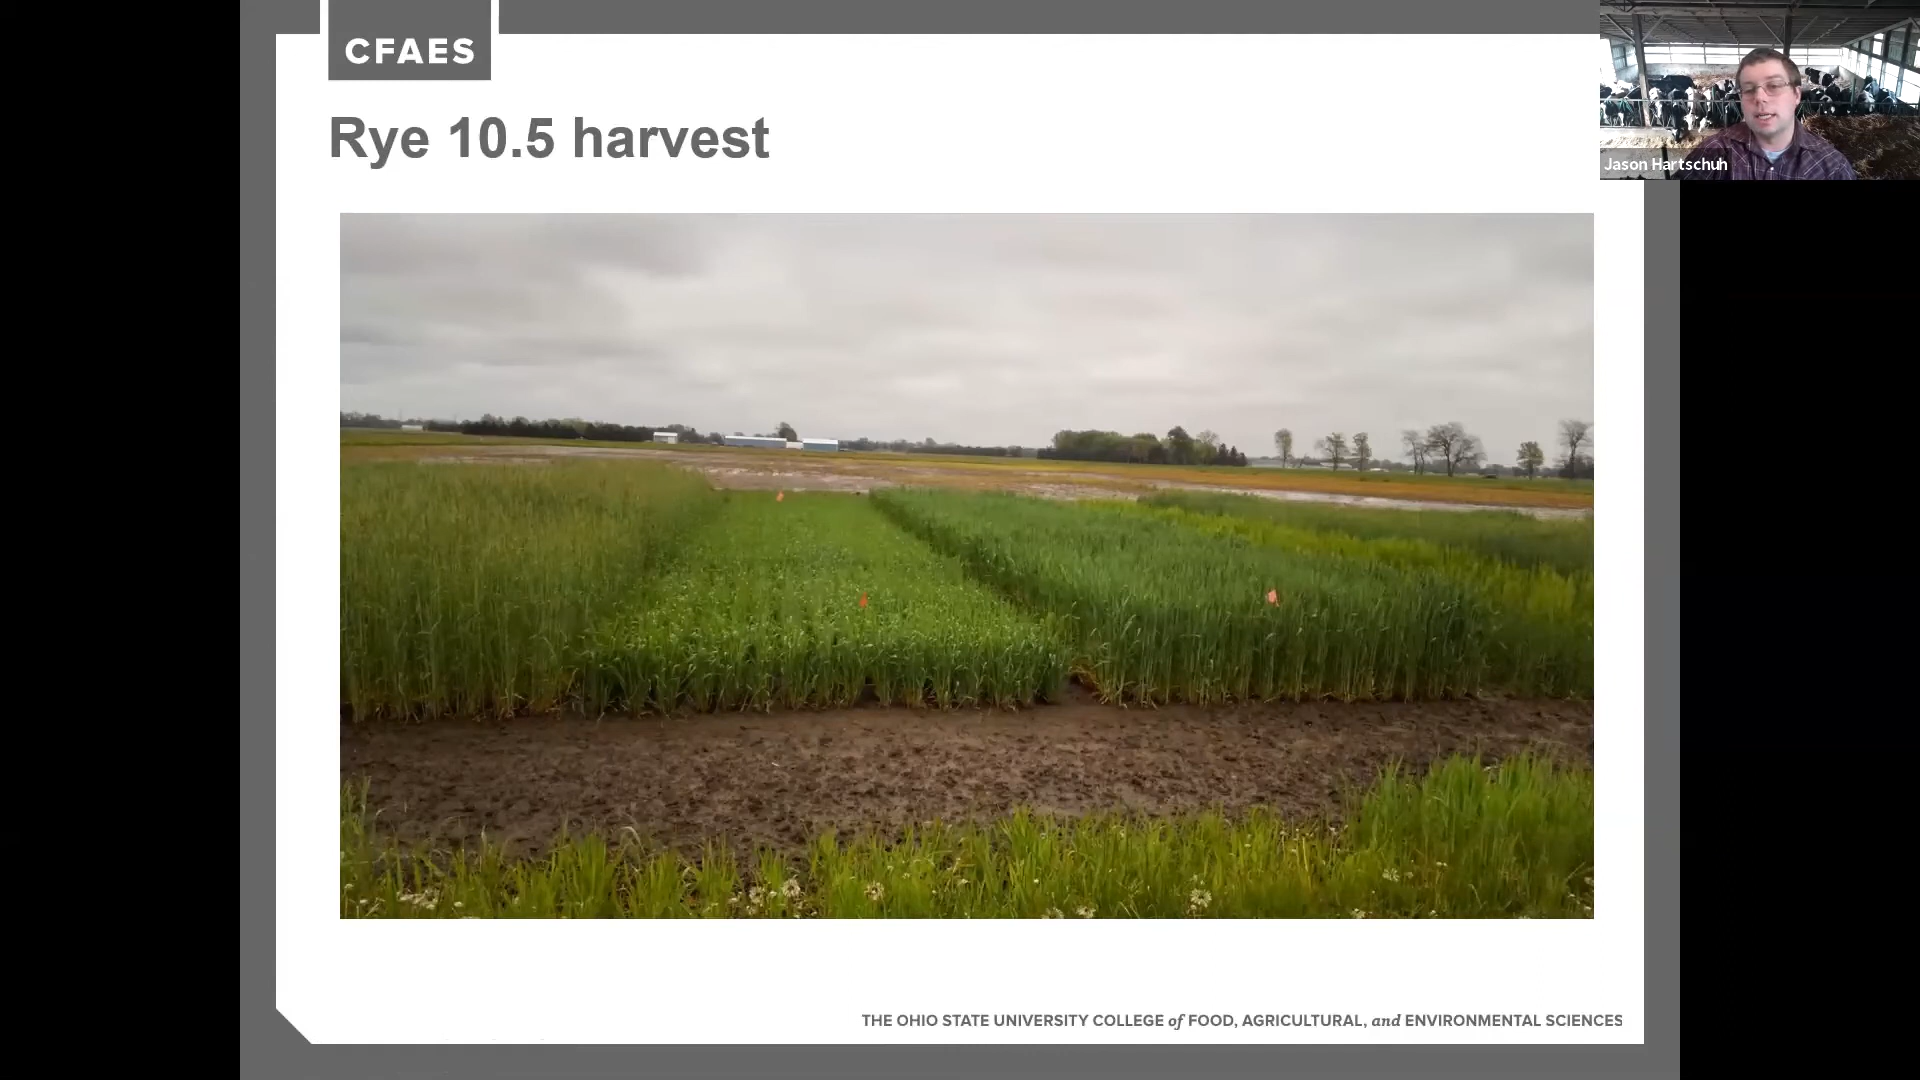 CFAES
Rye 10.5 harvest
Jason Hartschuh
THE OHIO STATE UNIVERSITY COLLEGE of FOOD, AGRICULTURAL, and ENVIRONMENTAL SCIENCES